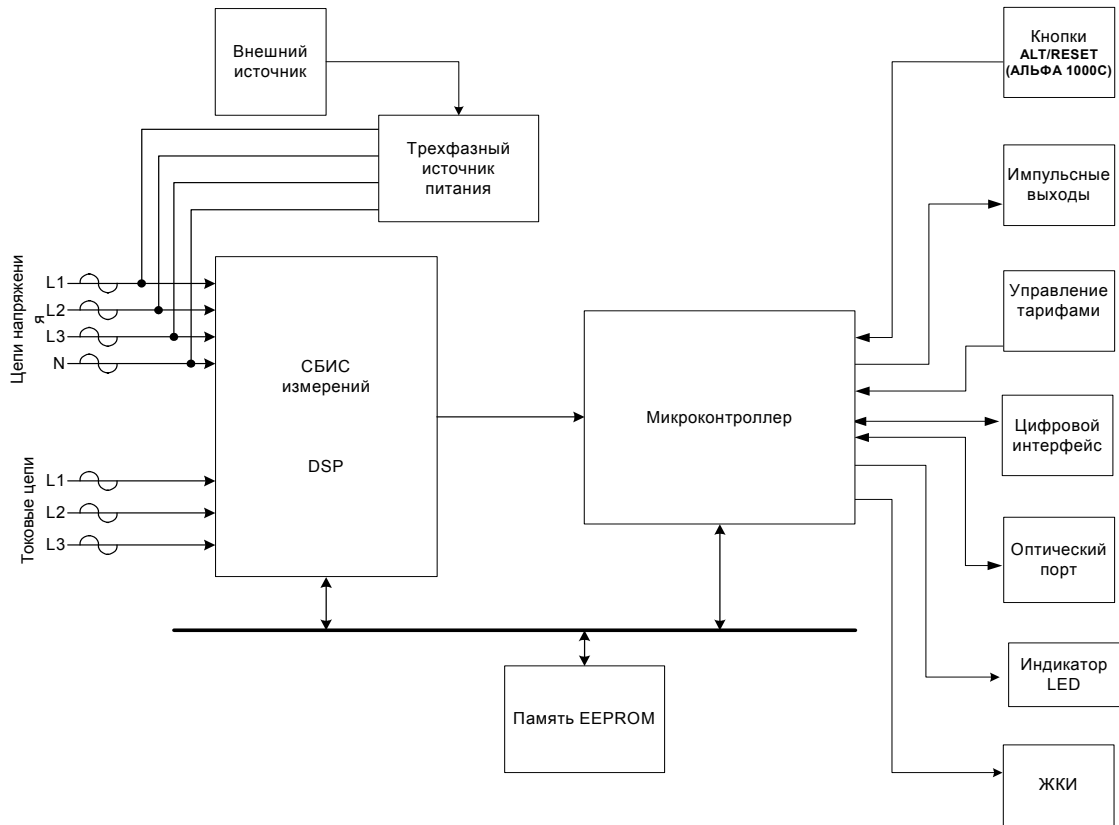 Внешний
источник
Трехфазный
источник
питания
Кнопки
ALT/RESET
(АЛЬФА 1000С)
Импульсные
выходы
Управление
тарифами
Цифровой
интерфейс
Оптический
порт
Индикатор
LED
ЖКИ
Цепи напряжени
я
L1
L2
L3
N
СБИС
измерений
DSP
Микроконтроллер
Токовые цепи
L1
L2
L3
Память EEPROM